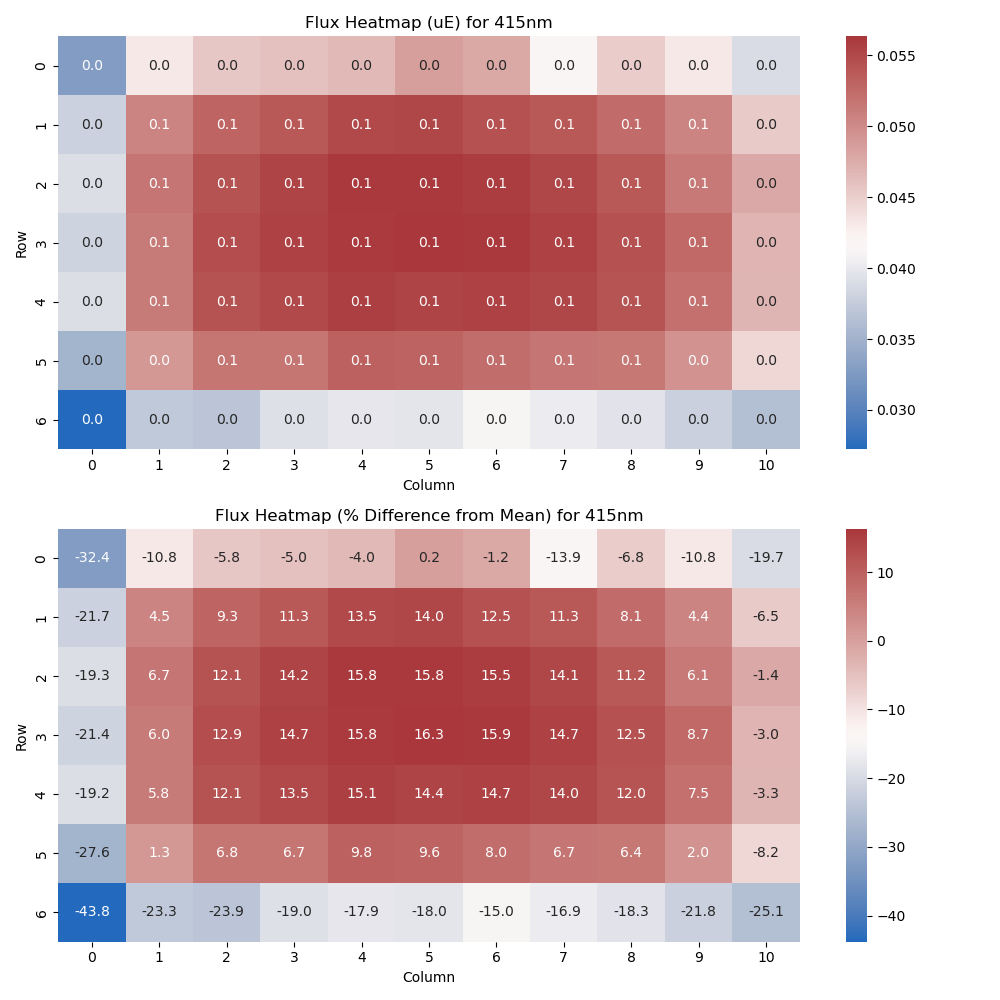 Flux Heatmap (uE) for 415nm
0 0.0 0.0 0.0 0.0 0.0 0.0 0.0 0.0 0.0 0.0 0.0
1 0.0 0.1 0.1 0.1 0.1 0.1 0.1 0.1 0.1 0.1 0.0
2 0.0 0.1 0.1 0.1 0.1 0.1 0.1 0.1 0.1 0.1 0.0
3 0.0 0.1 0.1 0.1 0.1 0.1 0.1 0.1 0.1 0.1 0.0
4 0.0 0.1 0.1 0.1 0.1 0.1 0.1 0.1 0.1 0.1 0.0
5 0.0 0.0 0.1 0.1 0.1 0.1 0.1 0.1 0.1 0.0 0.0
6 0.0 0.0 0.0 0.0 0.0 0.0 0.0 0.0 0.0 0.0 0.0
Row
0 1 2 3 4 5 6 7 8 9 10
Column
0.055
0.050
0.045
0.040
0.035
0.030
Flux Heatmap (% Difference from Mean) for 415nm
0 -32.4 -10.8 -5.8 -5.0 -4.0 0.2 -1.2 -13.9 -6.8 -10.8 -19.7
1 -21.7 4.5 9.3 11.3 13.5 14.0 12.5 11.3 8.1 4.4 -6.5
2 -19.3 6.7 12.1 14.2 15.8 15.8 15.5 14.1 11.2 6.1 -1.4
3 -21.4 6.0 12.9 14.7 15.8 16.3 15.9 14.7 12.5 8.7 -3.0
4 -19.2 5.8 12.1 13.5 15.1 14.4 14.7 14.0 12.0 7.5 -3.3
5 -27.6 1.3 6.8 6.7 9.8 9.6 8.0 6.7 6.4 2.0 -8.2
6 -43.8 -23.3 -23.9 -19.0 -17.9 -18.0 -15.0 -16.9 -18.3 -21.8 -25.1
Row
0 1 2 3 4 5 6 7 8 9 10
Column
10
0
−10
−20
−30
−40